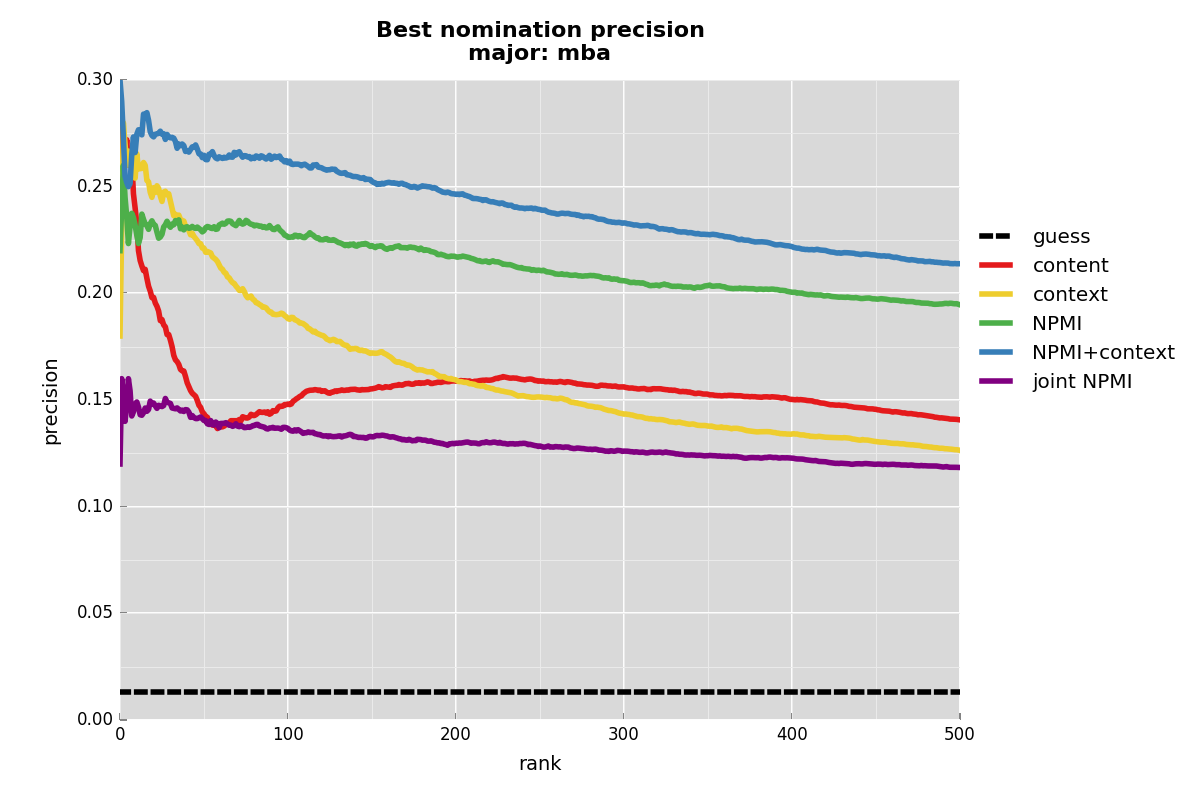 Best nomination precision
major: mba
0.30
0.25
0.20
0.15
0.10
0.05
0.00
precision
0 100 200 300 400 500
rank
guess
content
context
NPMI
NPMI+context
joint NPMI